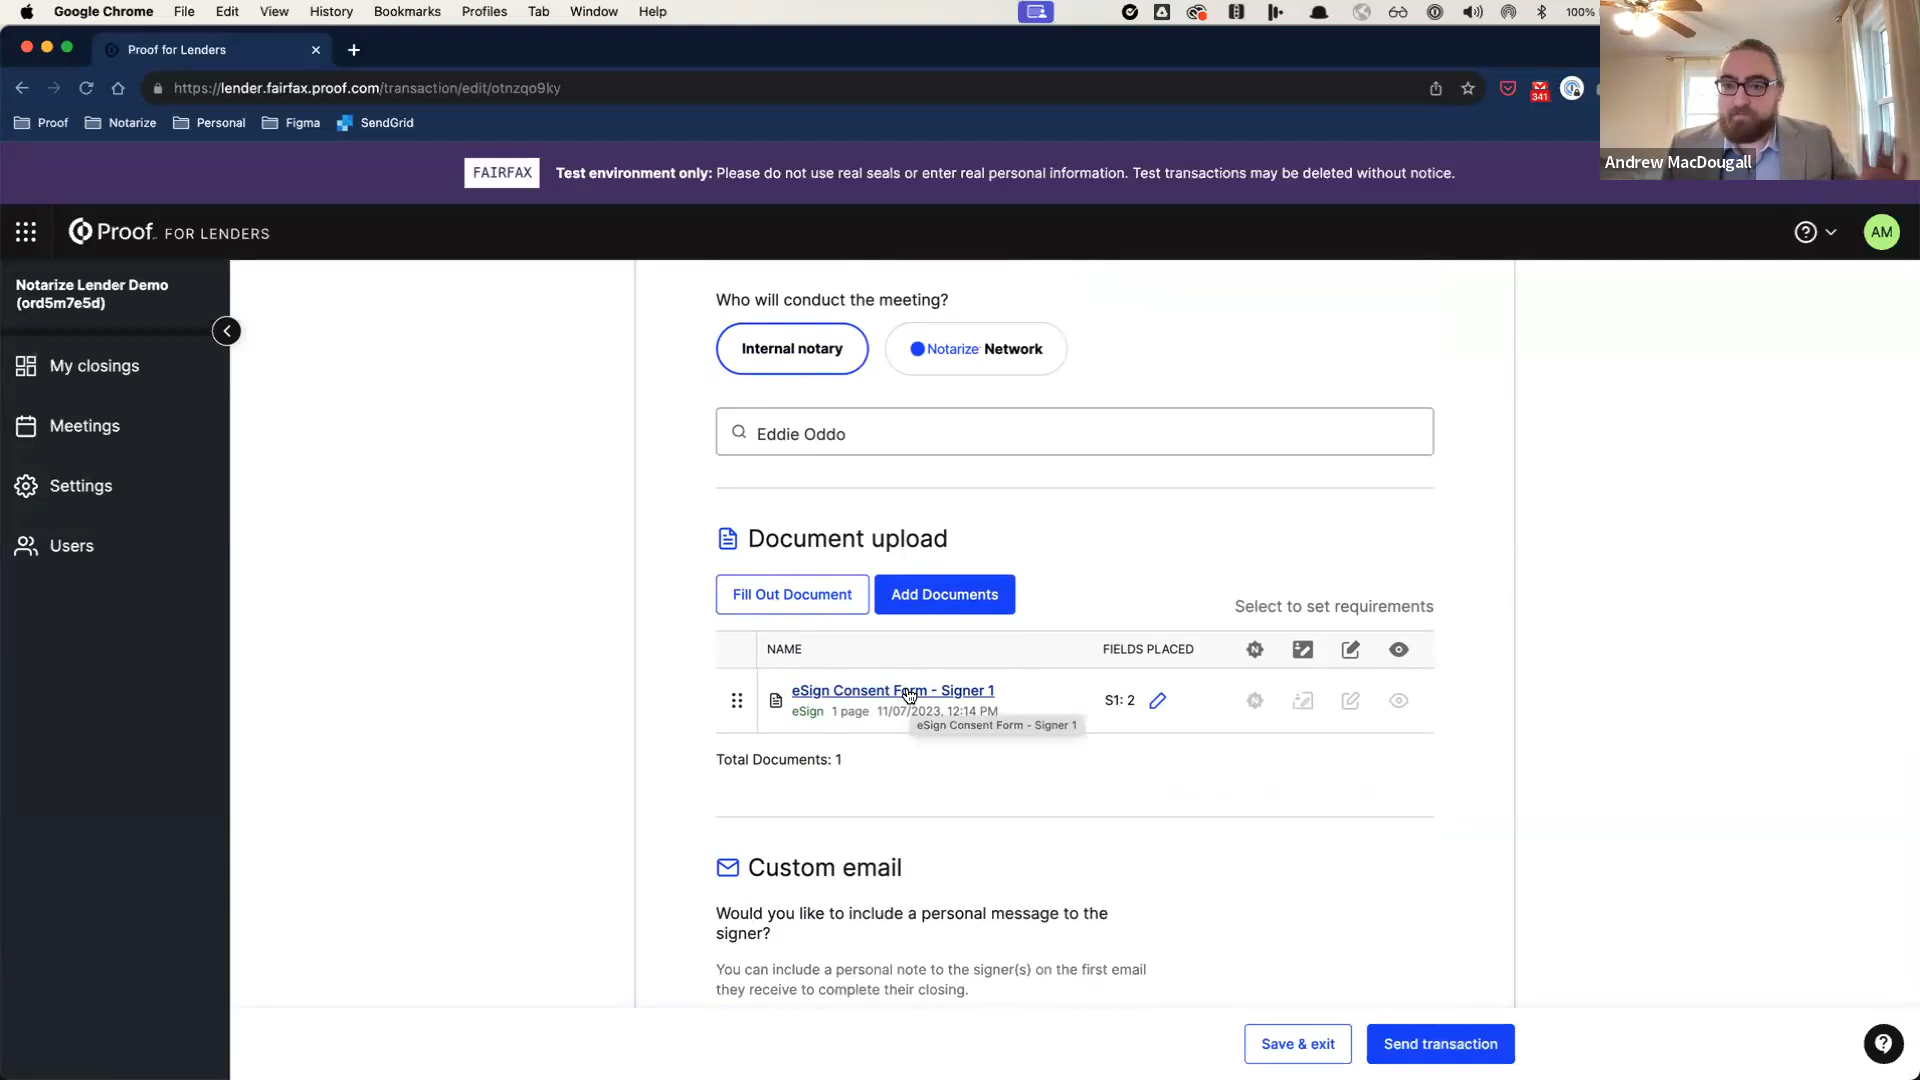 Google Chrome File Edit View History Bookmarks Profiles Tab Window Help
100%
Proof for Lenders
https://lender.fairfax.proof.com/transaction/edit/otnzqo9ky
341
Proof Notarize Personal Figma SendGrid
Andrew MacDougall
FAIRFAX Test environment only: Please do not use real seals or enter real personal information. Test transactions may be deleted without notice.
Proof. FOR LENDERS
AM
Notarize Lender Demo
(ord5m7e5d)
My closings
Meetings
Settings
Users
Who will conduct the meeting?
Internal notary
Notarize Network
Eddie Oddo
Document upload
Fill Out Document
Add Documents
Select to set requirements
NAME FIELDS PLACED
eSign Consent Form - Signer 1
S1: 2
eSign 1 page 11/07/2023, 12:14 PM
eSign Consent Form - Signer 1
Total Documents: 1
Custom email
Would you like to include a personal message to the
signer?
You can include a personal note to the signer(s) on the first email
they receive to complete their closing.
Save & exit
Send transaction